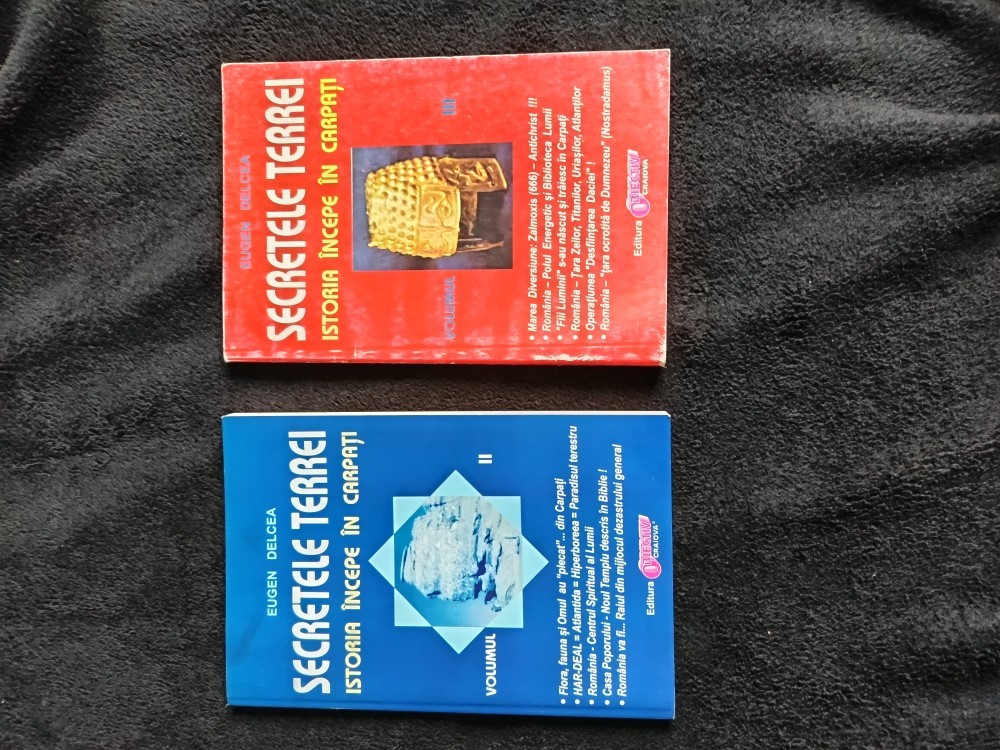 EUGEN DELCEA
SECRETELE TERREI
ISTORIA ÎNCEPE ÎN CARPAȚI
VOLUMUL III
• Marea Diversiune: Zalmoxis (666) – Antichrist !!!
• România – Polul Energetic și Biblioteca Lumii
• "Fiii Luminii" s-au născut și trăiesc în Carpați
• România – Țara Zeilor, Titanilor, Uriașilor, Atlanților
• Operațiunea "Desființarea Daciei" !
• România – "țara ocrotită de Dumnezeu" (Nostradamus)
Editura OBIECTIV
CRAIOVA
EUGEN DELCEA
SECRETELE TERREI
ISTORIA ÎNCEPE ÎN CARPAȚI
VOLUMUL II
• Flora, fauna și Omul au "plecat"... din Carpați
• HAR-DEAL = Atlantida = Hiperboreea = Paradisul terestru
• România - Centrul Spiritual al Lumii
• Casa Poporului - Noul Templu descris în Biblie !
• România va fi... Raiul din mijlocul dezastrului general
Editura OBIECTIV
CRAIOVA